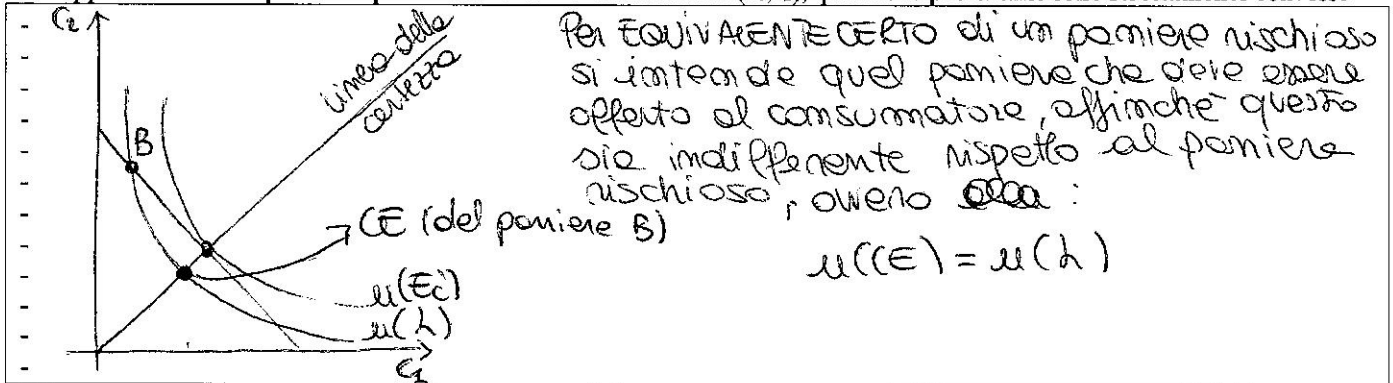 C₂
linea della
certezza
B
CE (del paniere B)
u(EC)
u(L)
C₁
Per EQUIVALENTE CERTO di un paniere rischioso
si intende quel paniere che deve essere
offerto al consumatore, affinché questo
sia indifferente rispetto al paniere
rischioso, ovvero :
u(CE) = u(L)